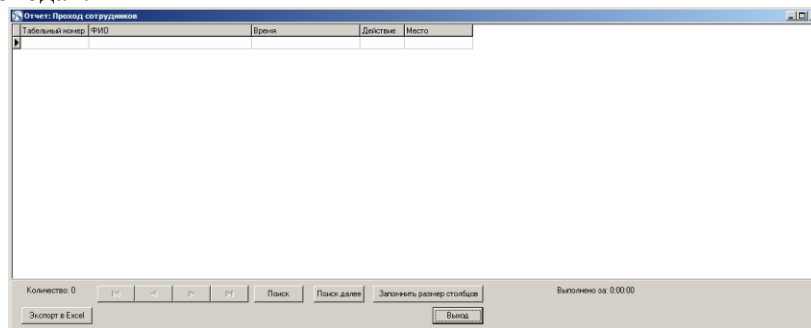 Отчет: Проход сотрудников
Табельный номер ФИО Время Действие Место
Количество: 0 Поиск Поиск далее Запомнить размер столбцов Выполнено за: 0:00:00
Экспорт в Excel Выход